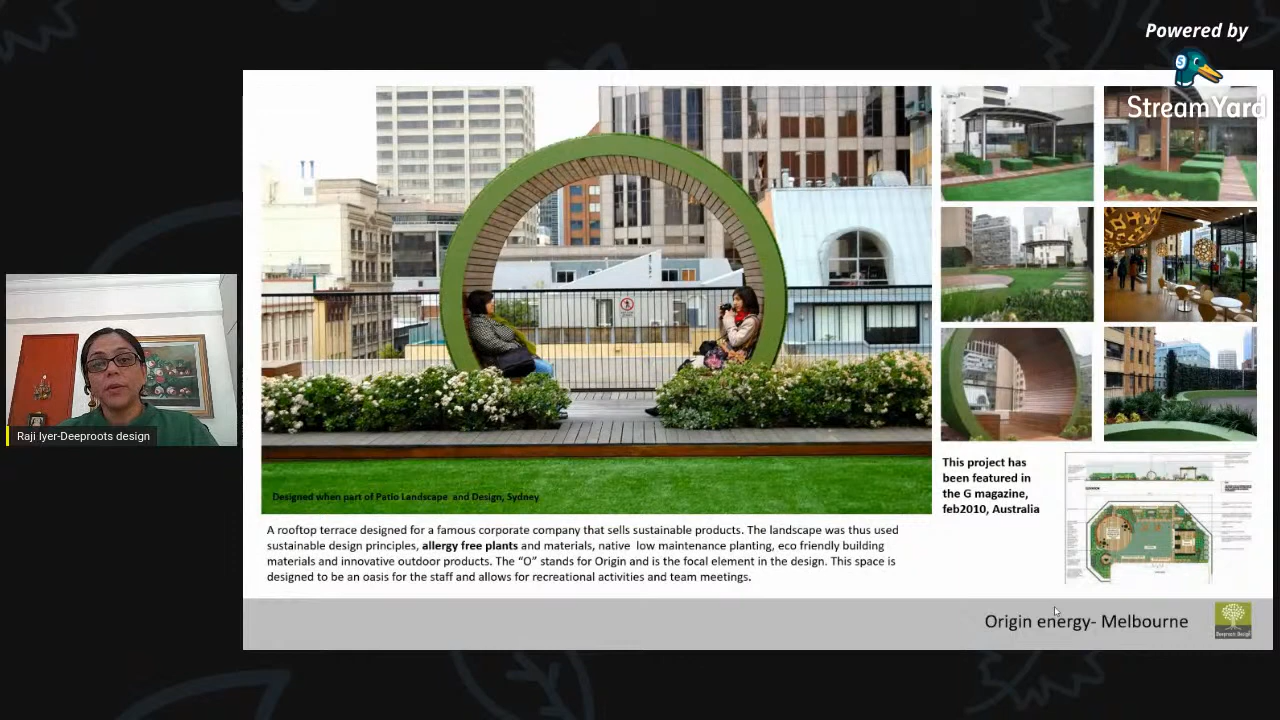 Powered by
StreamYard
Raji Iyer-Deeproots design
Designed when part of Patio Landscape and Design, Sydney
This project has
been featured in
the G magazine,
feb2010, Australia
A rooftop terrace designed for a famous corporate company that sells sustainable products. The landscape was thus used
sustainable design principles, allergy free plants and materials, native low maintenance planting, eco friendly building
materials and innovative outdoor products. The “O” stands for Origin and is the focal element in the design. This space is
designed to be an oasis for the staff and allows for recreational activities and team meetings.
Origin energy- Melbourne
Deeproots Design